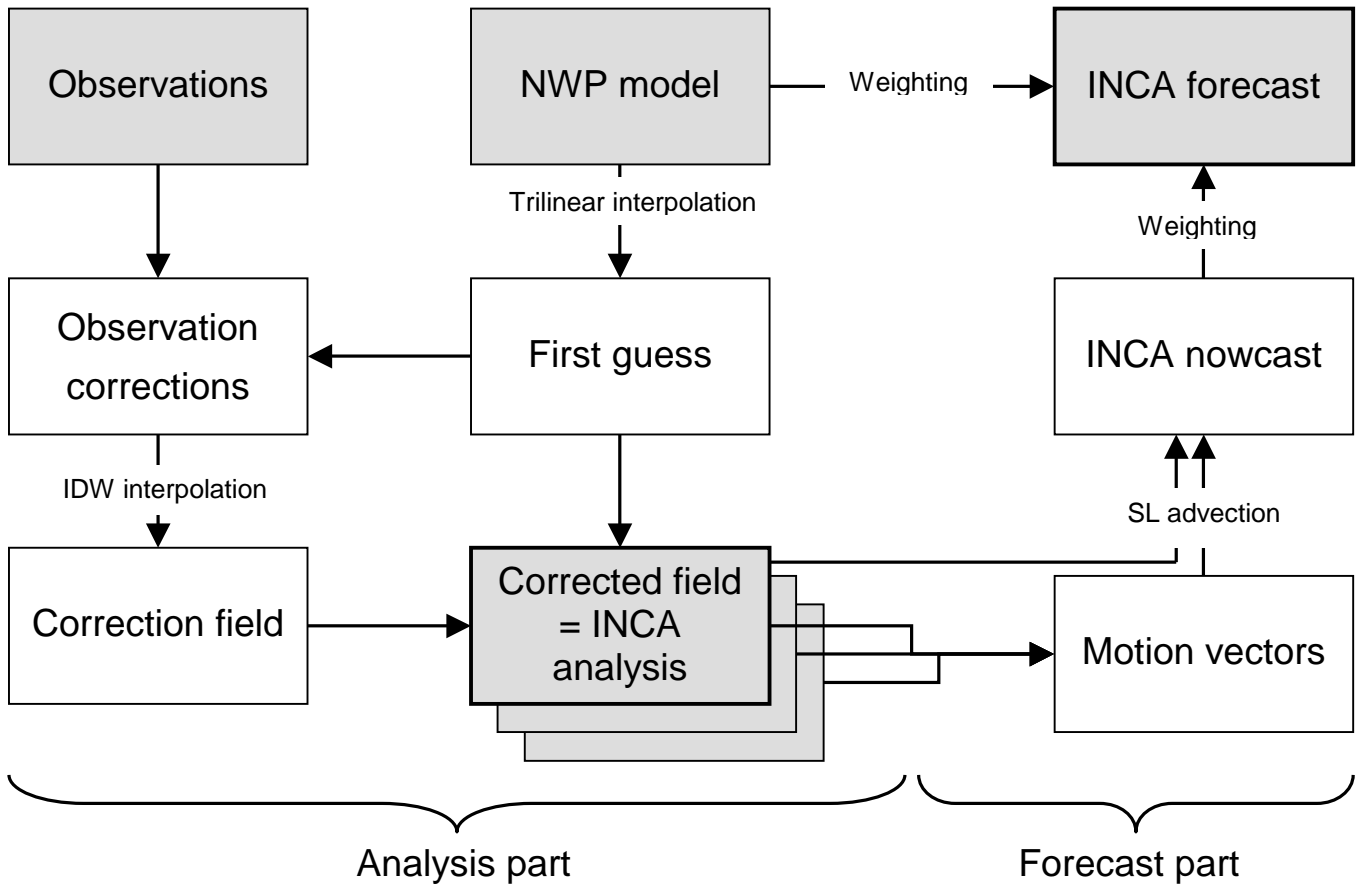 Observations
NWP model
Weighting
INCA forecast
Trilinear interpolation
Weighting
Observation
corrections
First guess
INCA nowcast
IDW interpolation
SL advection
Correction field
Corrected field
= INCA
analysis
Motion vectors
Analysis part
Forecast part